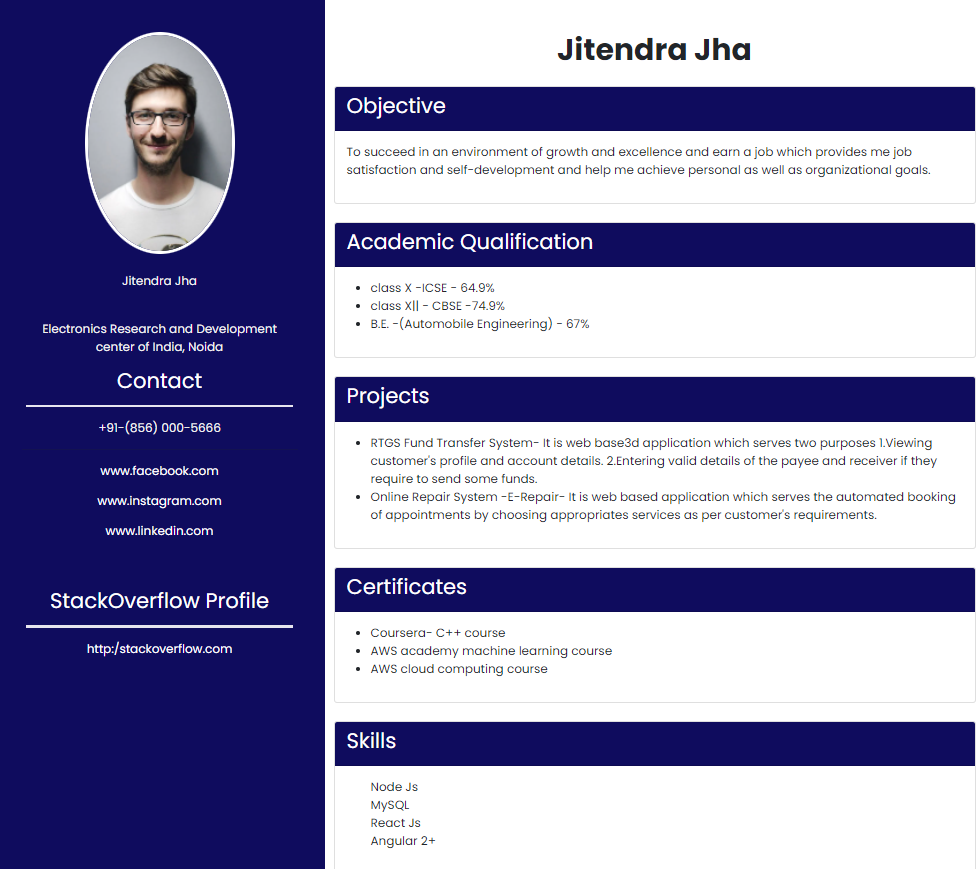 Jitendra Jha
Electronics Research and Development
center of India, Noida
Contact
+91-(856) 000-5666
www.facebook.com
www.instagram.com
www.linkedin.com
StackOverflow Profile
http:/stackoverflow.com
Jitendra Jha
Objective
To succeed in an environment of growth and excellence and earn a job which provides me job
satisfaction and self-development and help me achieve personal as well as organizational goals.
Academic Qualification
• class X -ICSE - 64.9%
• class X|| - CBSE -74.9%
• B.E. -(Automobile Engineering) - 67%
Projects
• RTGS Fund Transfer System- It is web base3d application which serves two purposes 1.Viewing
customer's profile and account details. 2.Entering valid details of the payee and receiver if they
require to send some funds.
• Online Repair System -E-Repair- It is web based application which serves the automated booking
of appointments by choosing appropriates services as per customer's requirements.
Certificates
• Coursera- C++ course
• AWS academy machine learning course
• AWS cloud computing course
Skills
Node Js
MySQL
React Js
Angular 2+